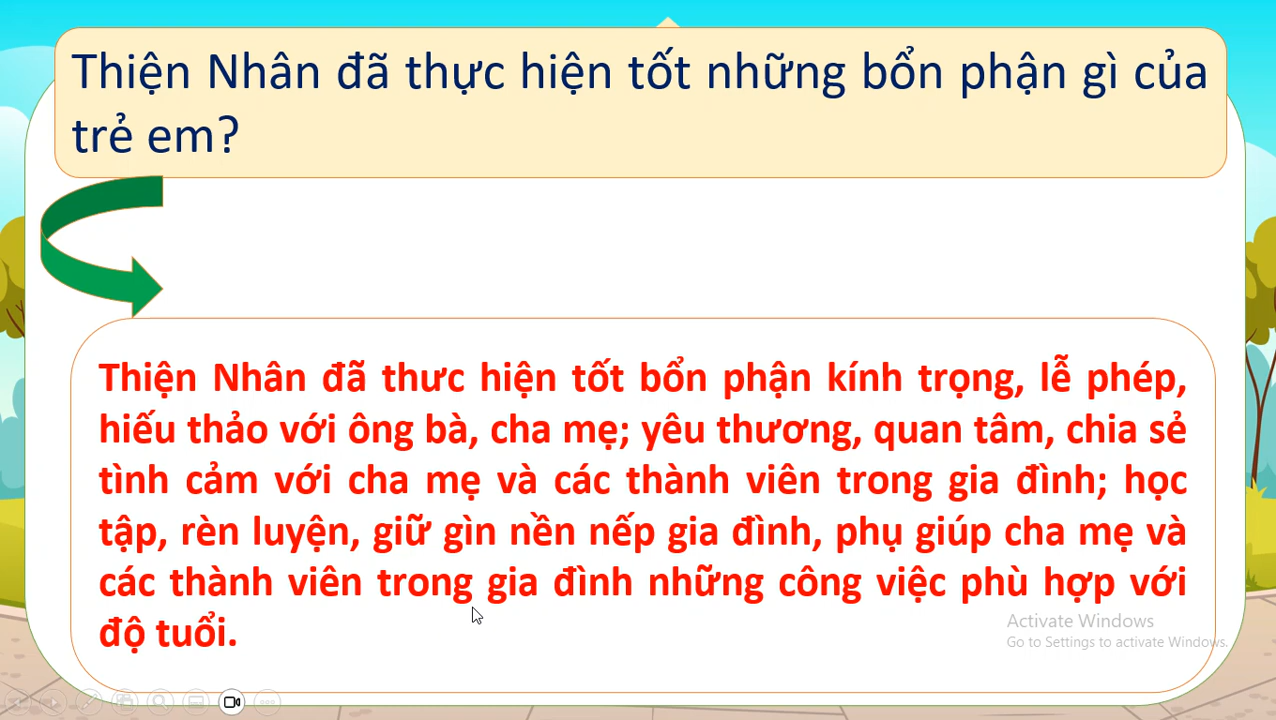 Thiện Nhân đã thực hiện tốt những bổn phận gì của
trẻ em?
Thiện Nhân đã thưc hiện tốt bổn phận kính trọng, lễ phép,
hiếu thảo với ông bà, cha mẹ; yêu thương, quan tâm, chia sẻ
tình cảm với cha mẹ và các thành viên trong gia đình; học
tập, rèn luyện, giữ gìn nền nếp gia đình, phụ giúp cha mẹ và
các thành viên trong gia đình những công việc phù hợp với
độ tuổi.
Activate Windows
Go to Settings to activate Windows.